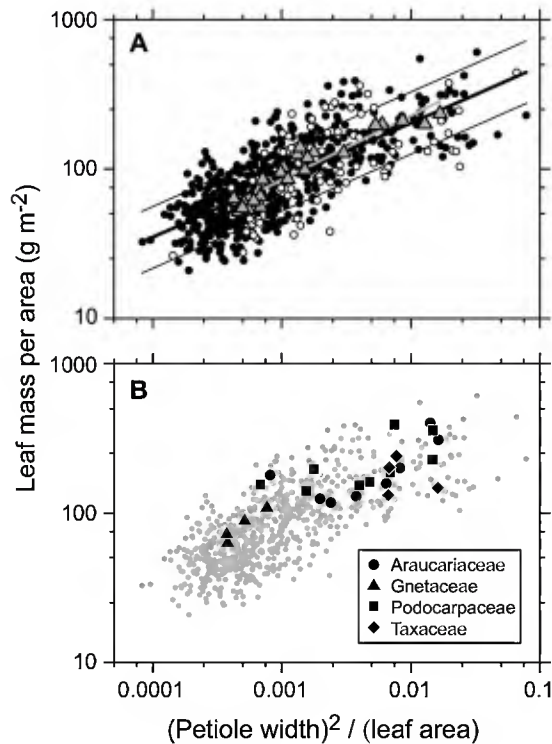 A
1000
100
10
Leaf mass per area (g m-2)
B
1000
100
10
Araucariaceae
Gnetaceae
Podocarpaceae
Taxaceae
0.0001
0.001
0.01
0.1
(Petiole width)2 / (leaf area)